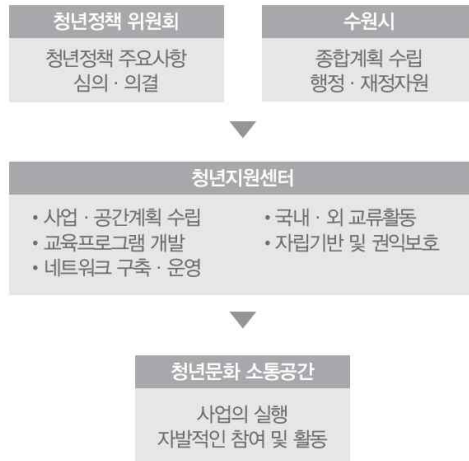 청년정책 위원회
청년정책 주요사항
심의 · 의결
수원시
종합계획 수립
행정 · 재정자원
청년지원센터
• 사업 · 공간계획 수립
• 교육프로그램 개발
• 네트워크 구축 · 운영
• 국내 · 외 교류활동
• 자립기반 및 권익보호
청년문화 소통공간
사업의 실행
자발적인 참여 및 활동